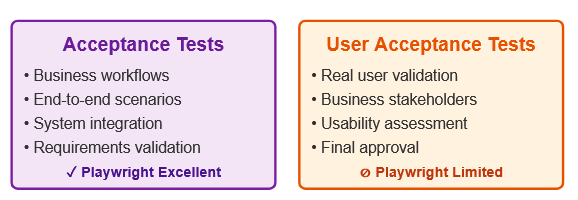 Acceptance Tests
• Business workflows
• End-to-end scenarios
• System integration
• Requirements validation
✓ Playwright Excellent
User Acceptance Tests
• Real user validation
• Business stakeholders
• Usability assessment
• Final approval
⊘ Playwright Limited